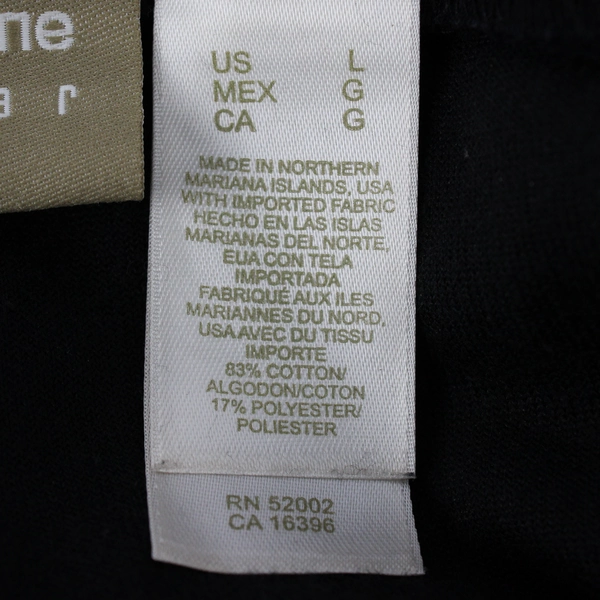 ne
a r
US L
MEX G
CA G
MADE IN NORTHERN
MARIANA ISLANDS, USA
WITH IMPORTED FABRIC
HECHO EN LAS ISLAS
MARIANAS DEL NORTE,
EUA CON TELA
IMPORTADA
FABRIQUÉ AUX ILES
MARIANNES DU NORD,
USA AVEC DU TISSU
IMPORTE
83% COTTON/
ALGODON/COTON
17% POLYESTER/
POLIESTER
RN 52002
CA 16396